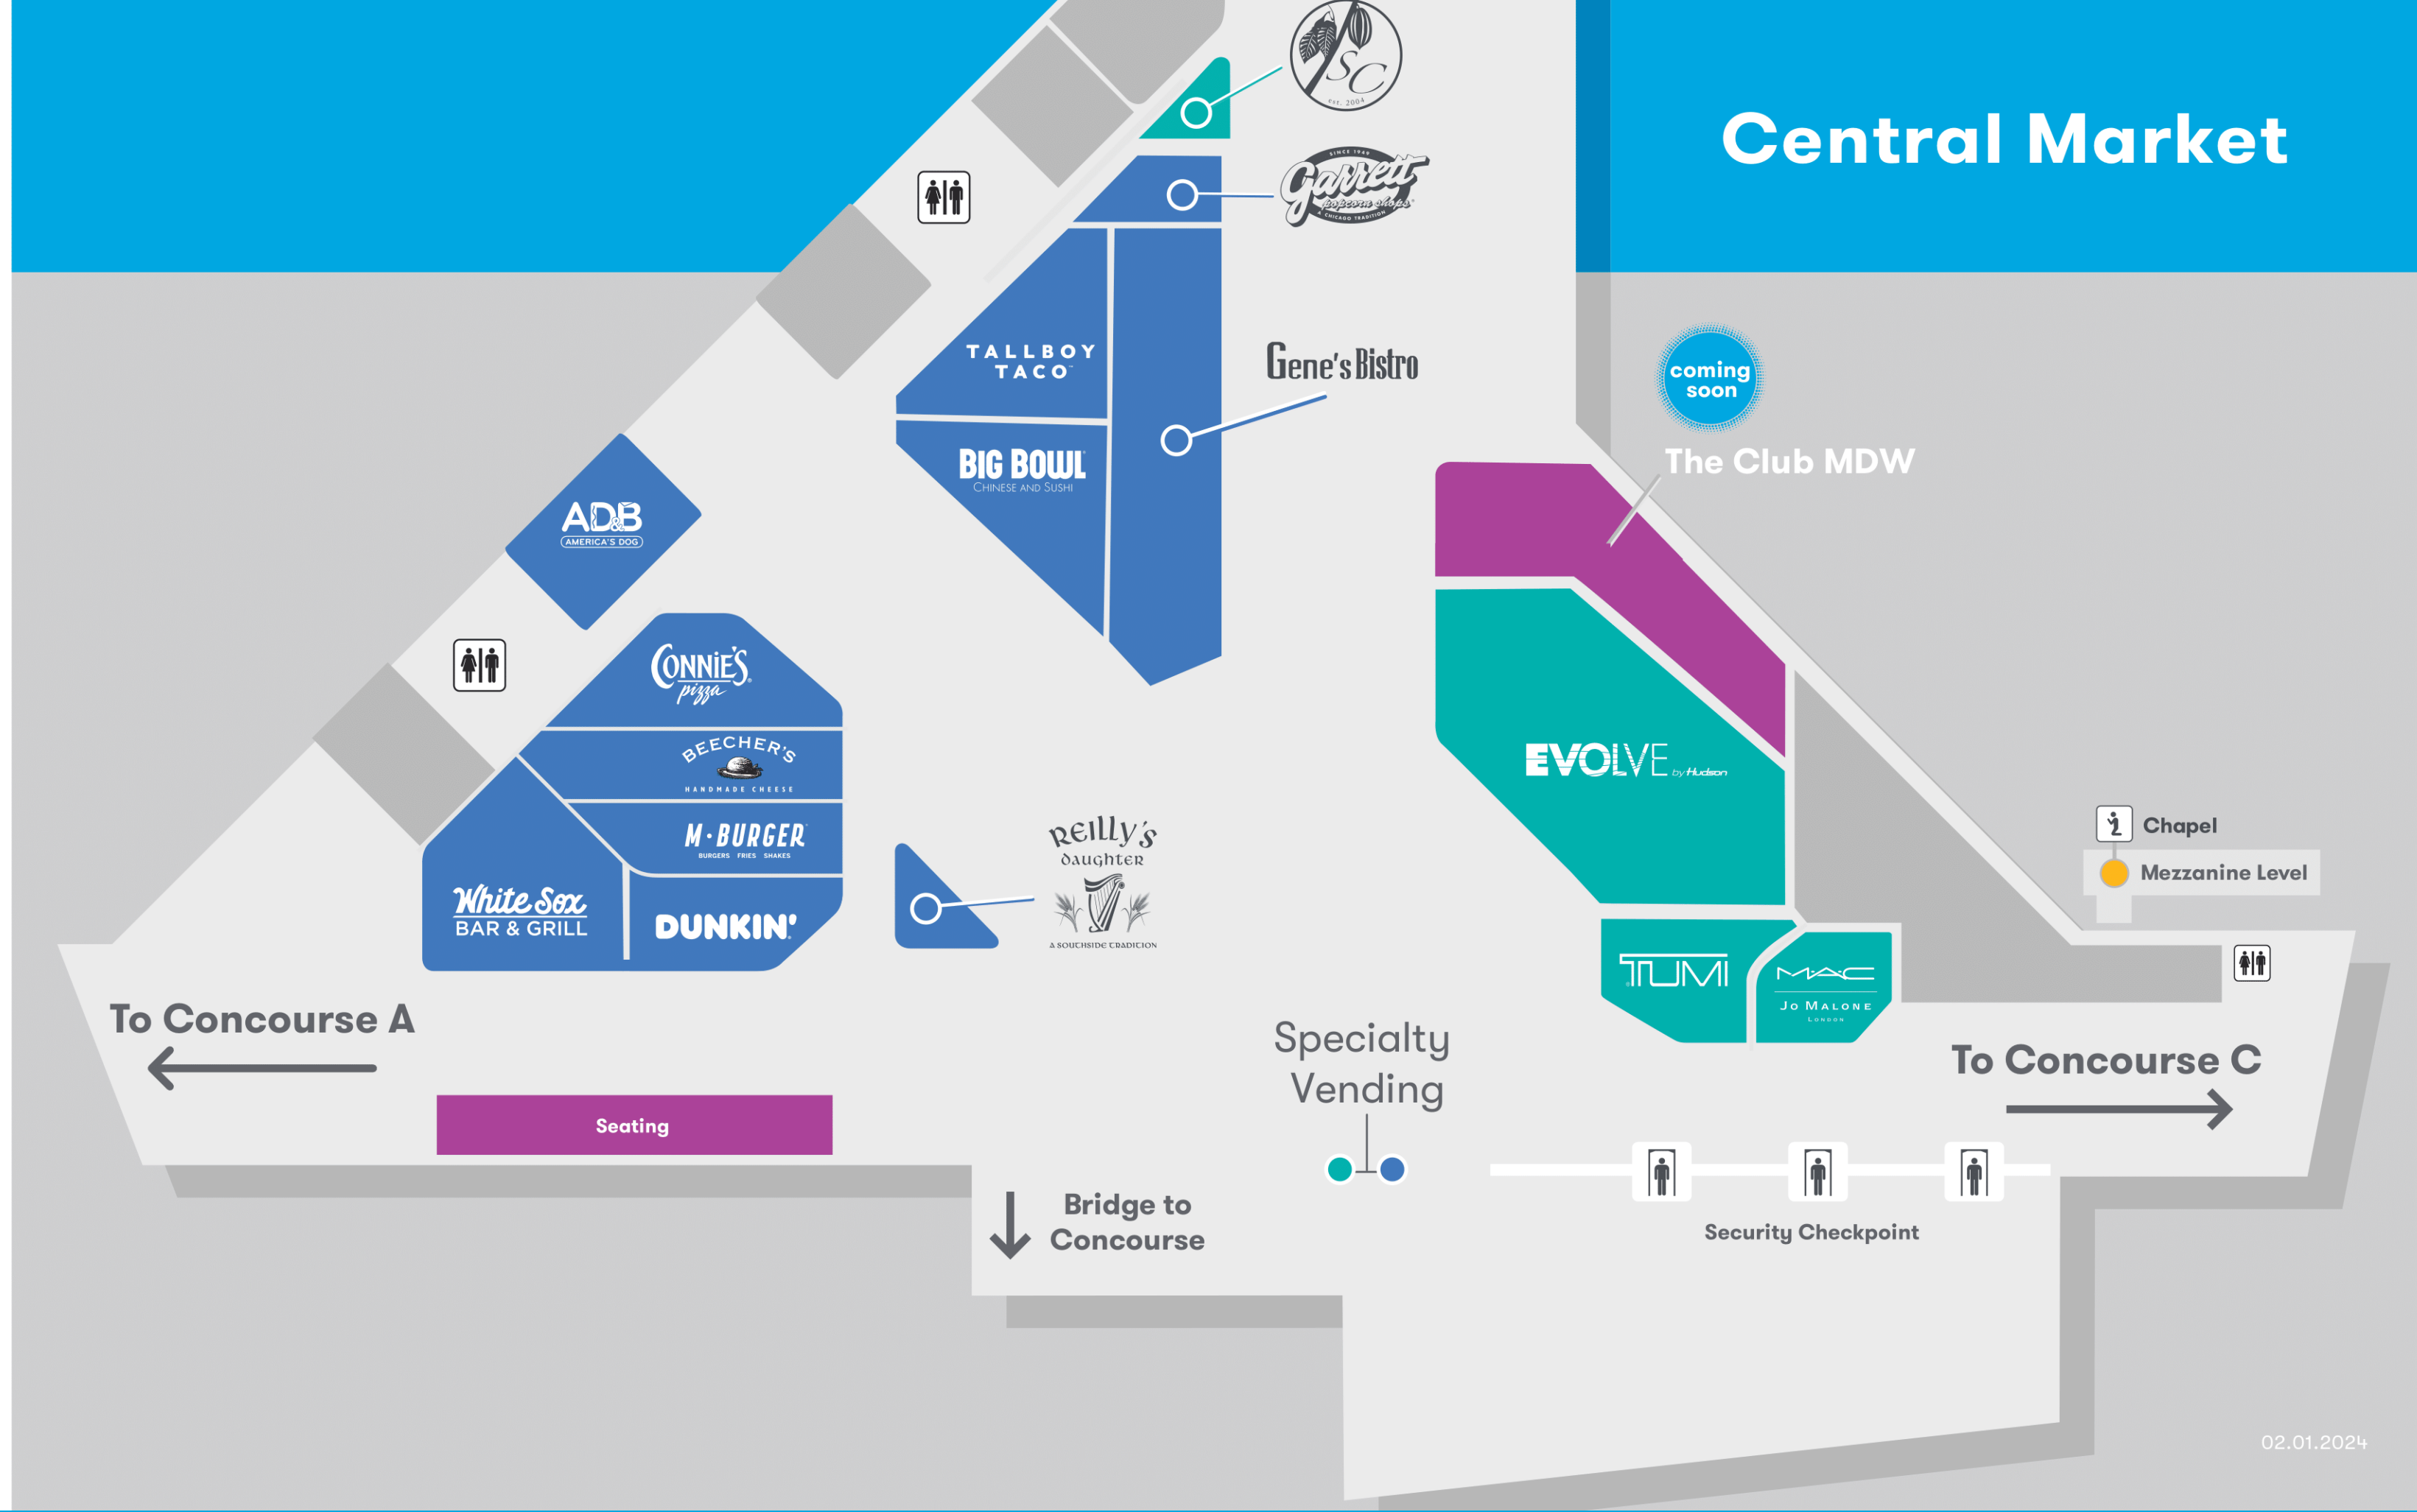 SC
est. 2004
Central Market
SINCE 1949
Garrett
popcorn shops®
A CHICAGO TRADITION
TALLBOY
TACO™
Gene's Bistro
coming
soon
The Club MDW
BIG BOWL
CHINESE AND SUSHI
AD&B
AMERICA'S DOG
CONNIE'S
pizza
BEECHER'S
HANDMADE CHEESE
M·BURGER
BURGERS FRIES SHAKES
White Sox
BAR & GRILL
DUNKIN'
REILLY'S
DAUGHTER
A SOUTHSIDE TRADITION
EVOLVE by Hudson
Chapel
Mezzanine Level
TUMI
M·A·C
JO MALONE
LONDON
To Concourse A
Specialty
Vending
To Concourse C
Seating
Bridge to
Concourse
Security Checkpoint
02.01.2024